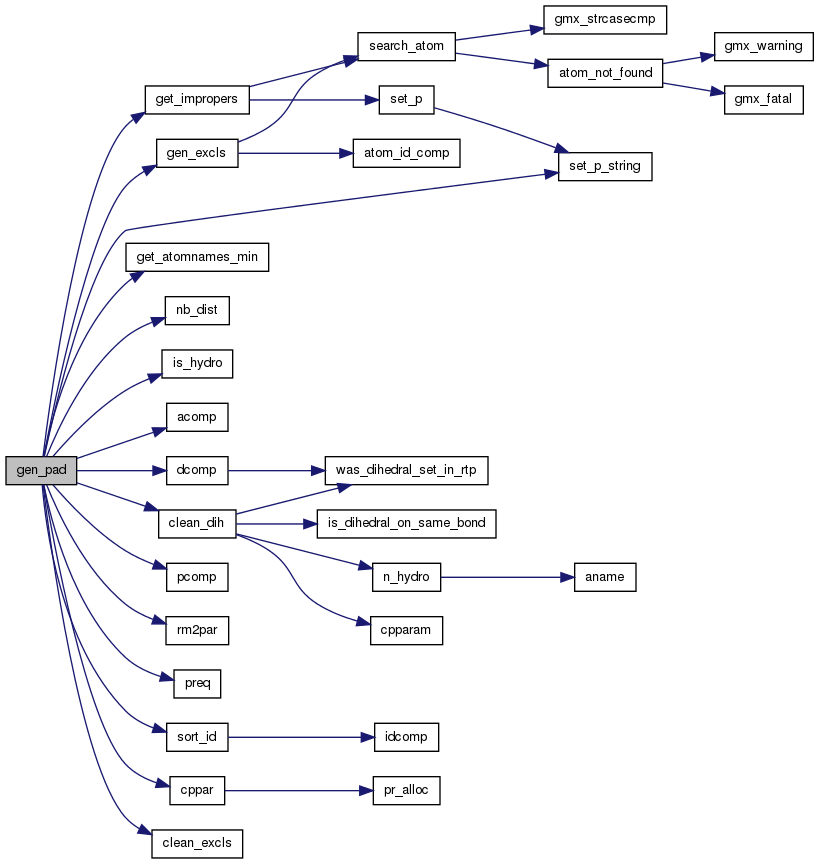 gmx_strcasecmp
search_atom
gmx_warning
atom_not_found
get_impropers
set_p
gmx_fatal
gen_excls
atom_id_comp
set_p_string
get_atomnames_min
nb_dist
is_hydro
acomp
gen_pad
dcomp
was_dihedral_set_in_rtp
clean_dih
is_dihedral_on_same_bond
pcomp
n_hydro
aname
rm2par
cpparam
preq
sort_id
idcomp
cppar
pr_alloc
clean_excls